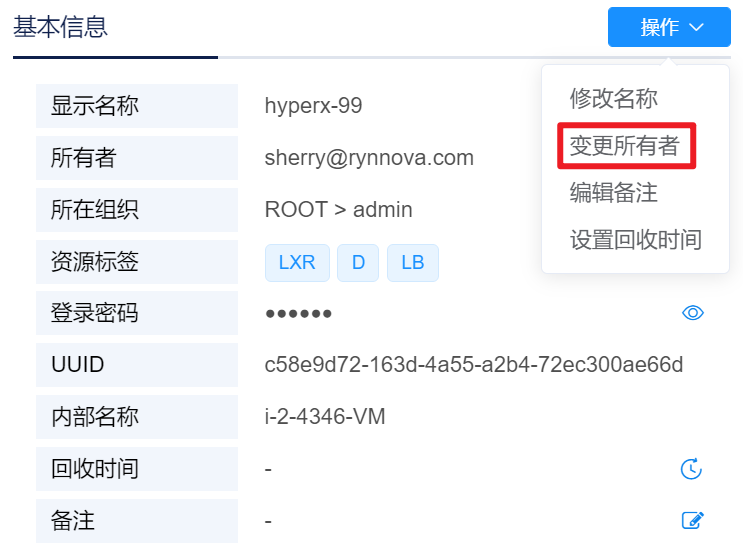 基本信息
操作
修改名称
变更所有者
编辑备注
设置回收时间
显示名称 hyperx-99
所有者 sherry@rynnova.com
所在组织 ROOT > admin
资源标签 LXR D LB
登录密码 ••••••
UUID c58e9d72-163d-4a55-a2b4-72ec300ae66d
内部名称 i-2-4346-VM
回收时间 -
备注 -